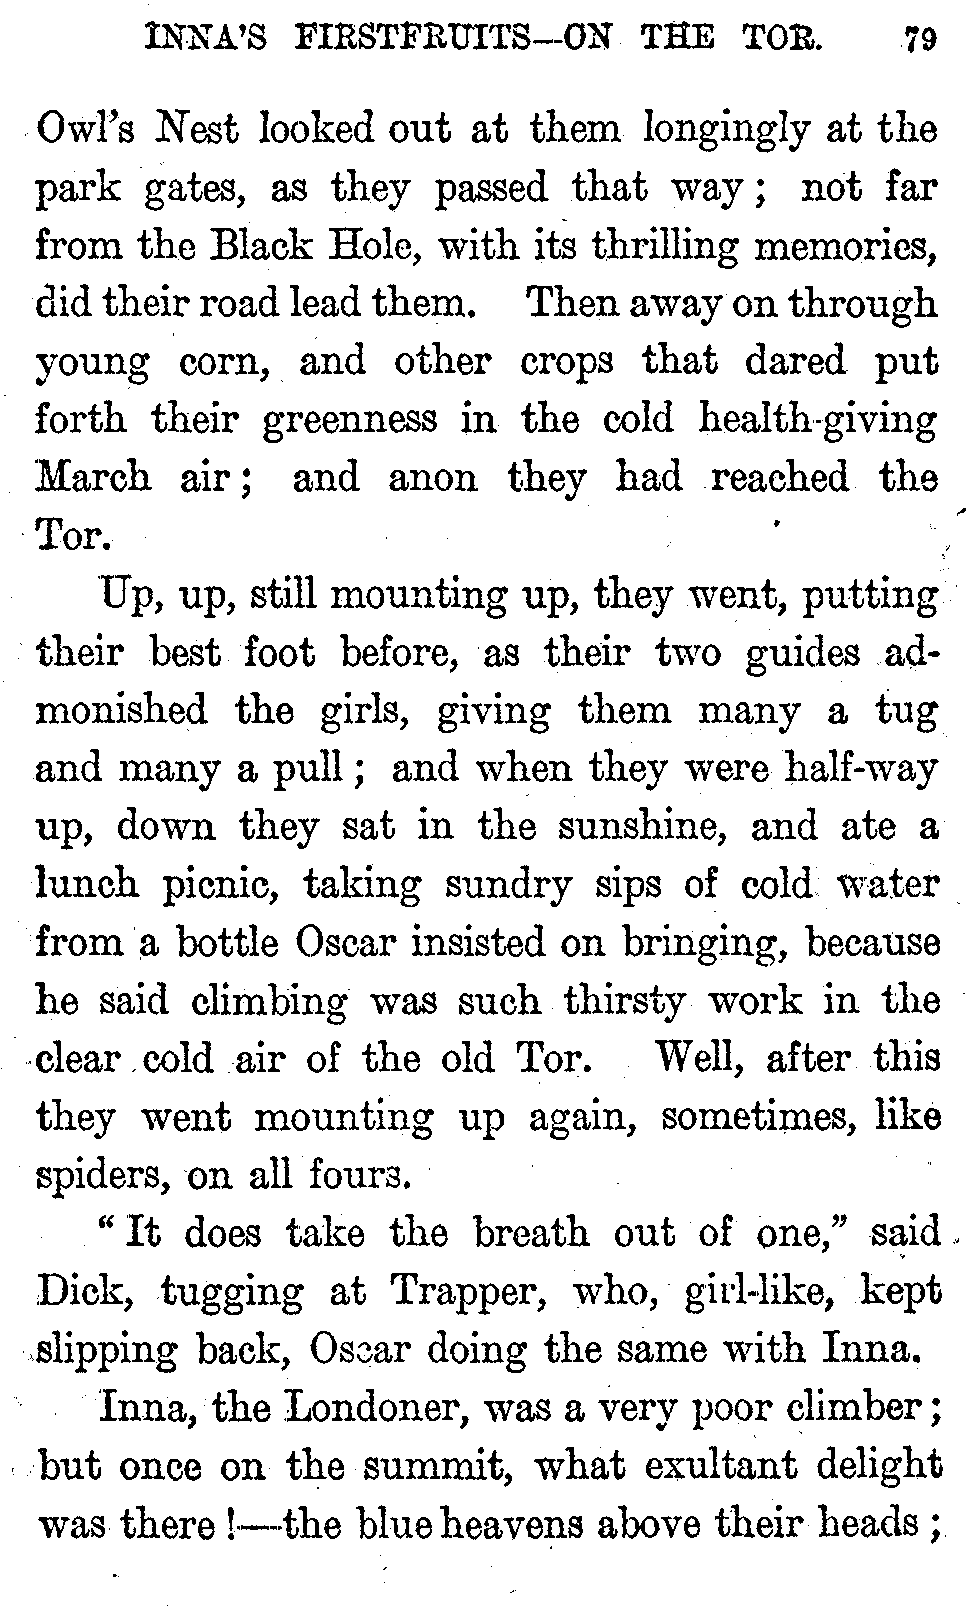 INNA'S FIRSTFRUITS—ON THE TOR. 79
Owl's Nest looked out at them longingly at the
park gates, as they passed that way; not far
from the Black Hole, with its thrilling memories,
did their road lead them. Then away on through
young corn, and other crops that dared put
forth their greenness in the cold health-giving
March air; and anon they had reached the
Tor.
Up, up, still mounting up, they went, putting
their best foot before, as their two guides ad-
monished the girls, giving them many a tug
and many a pull; and when they were half-way
up, down they sat in the sunshine, and ate a
lunch picnic, taking sundry sips of cold water
from a bottle Oscar insisted on bringing, because
he said climbing was such thirsty work in the
clear cold air of the old Tor. Well, after this
they went mounting up again, sometimes, like
spiders, on all fours.
"It does take the breath out of one," said
Dick, tugging at Trapper, who, girl-like, kept
slipping back, Oscar doing the same with Inna.
Inna, the Londoner, was a very poor climber;
but once on the summit, what exultant delight
was there!—the blue heavens above their heads;